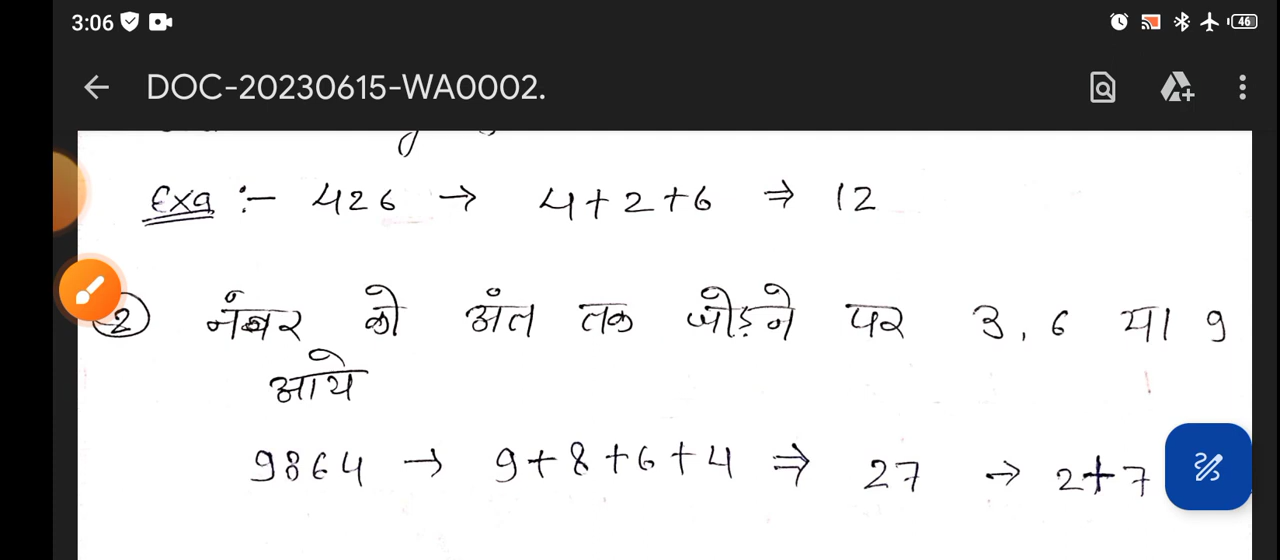 3:06
46
DOC-20230615-WA0002.
Exa :- 426 → 4+2+6 ⇒ 12
② नंबर को अंत तक जोड़ने पर 3, 6 या 9
आये
9864 → 9+8+6+4 ⇒ 27 → 2+7